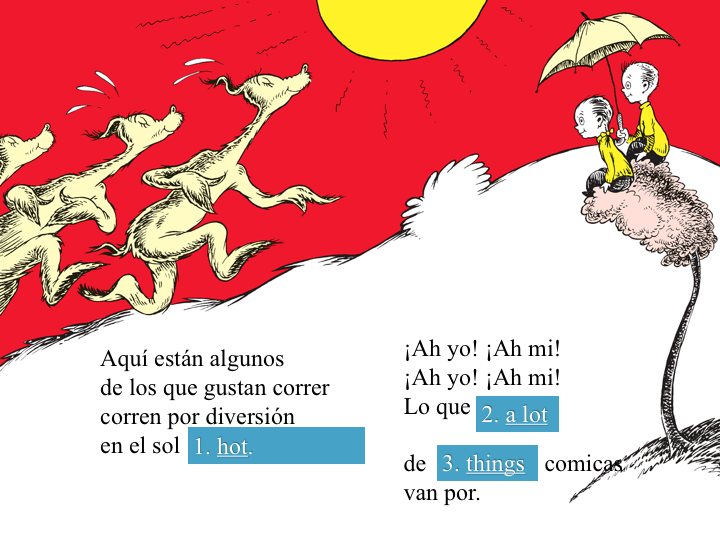 Aquí están algunos
de los que gustan correr
corren por diversión
en el sol 1. hot.
¡Ah yo! ¡Ah mi!
¡Ah yo! ¡Ah mi!
Lo que 2. a lot
de 3. things comicas
van por.